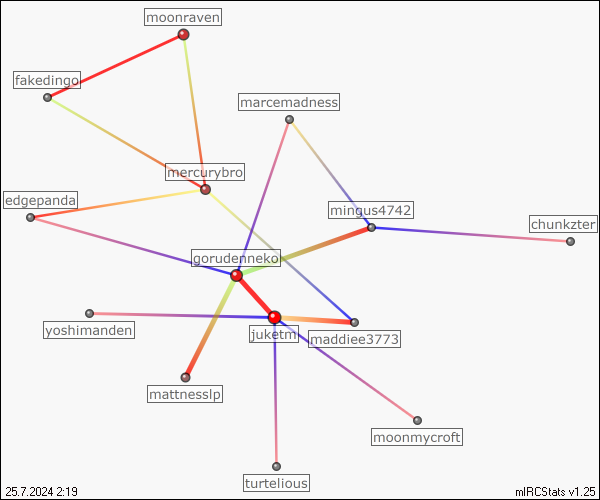 moonraven
fakedingo
marcemadness
mercurybro
edgepanda
mingus4742
chunkzter
gorudenneko
yoshimanden
juketm
maddiee3773
mattnesslp
moonmycroft
turtelious
25.7.2024 2:19
mIRCStats v1.25